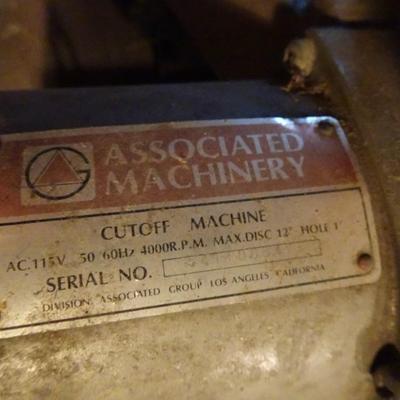 ASSOCIATED
MACHINERY
CUTOFF MACHINE
AC.115V 50/60Hz 4000R.P.M. MAX.DISC 12" HOLE 1"
SERIAL NO.
DIVISION: ASSOCIATED GROUP LOS ANGELES CALIFORNIA